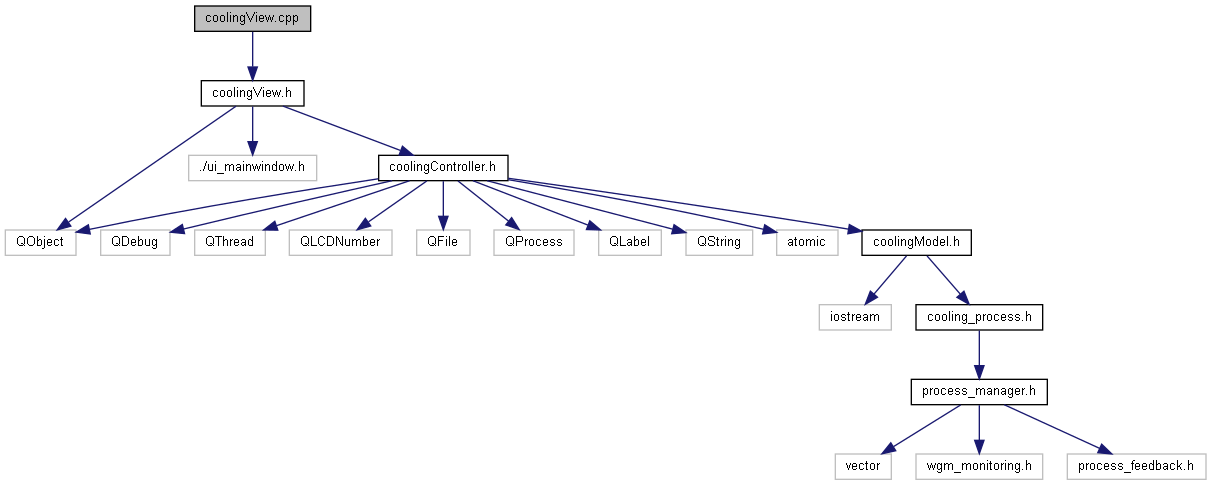 coolingView.cpp
coolingView.h
./ui_mainwindow.h
coolingController.h
QObject
QDebug
QThread
QLCDNumber
QFile
QProcess
QLabel
QString
atomic
coolingModel.h
iostream
cooling_process.h
process_manager.h
vector
wgm_monitoring.h
process_feedback.h